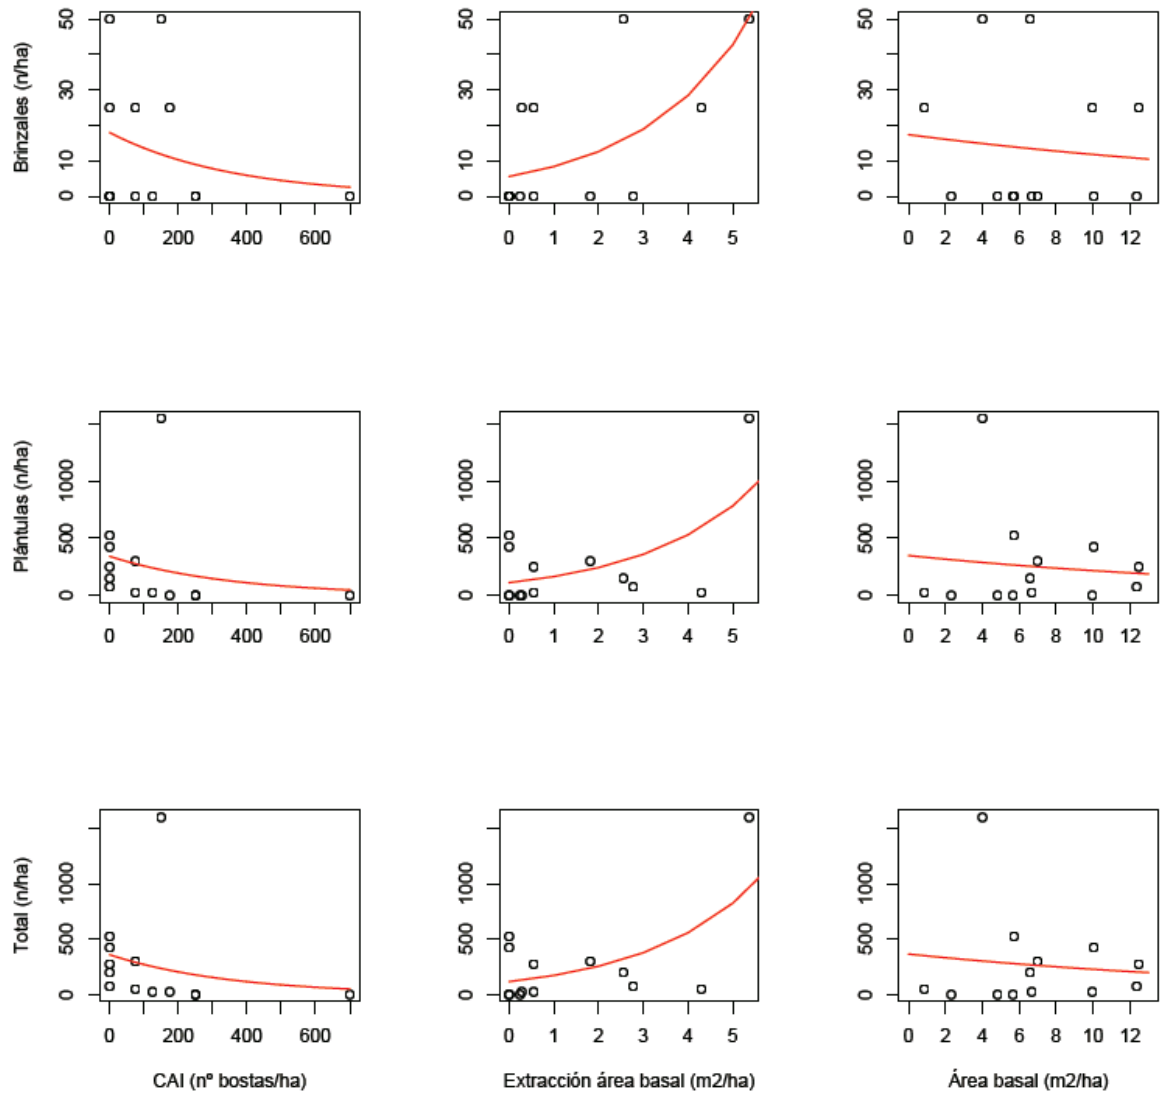 Brinzales (n/ha)
0 10 30 50
0 200 400 600
0 10 30 50
0 1 2 3 4 5
0 10 30 50
0 2 4 6 8 10 12
Plántulas (n/ha)
0 500 1000
0 200 400 600
0 500 1000
0 1 2 3 4 5
0 500 1000
0 2 4 6 8 10 12
Total (n/ha)
0 500 1000
0 200 400 600
CAI (nº bostas/ha)
0 500 1000
0 1 2 3 4 5
Extracción área basal (m2/ha)
0 500 1000
0 2 4 6 8 10 12
Área basal (m2/ha)